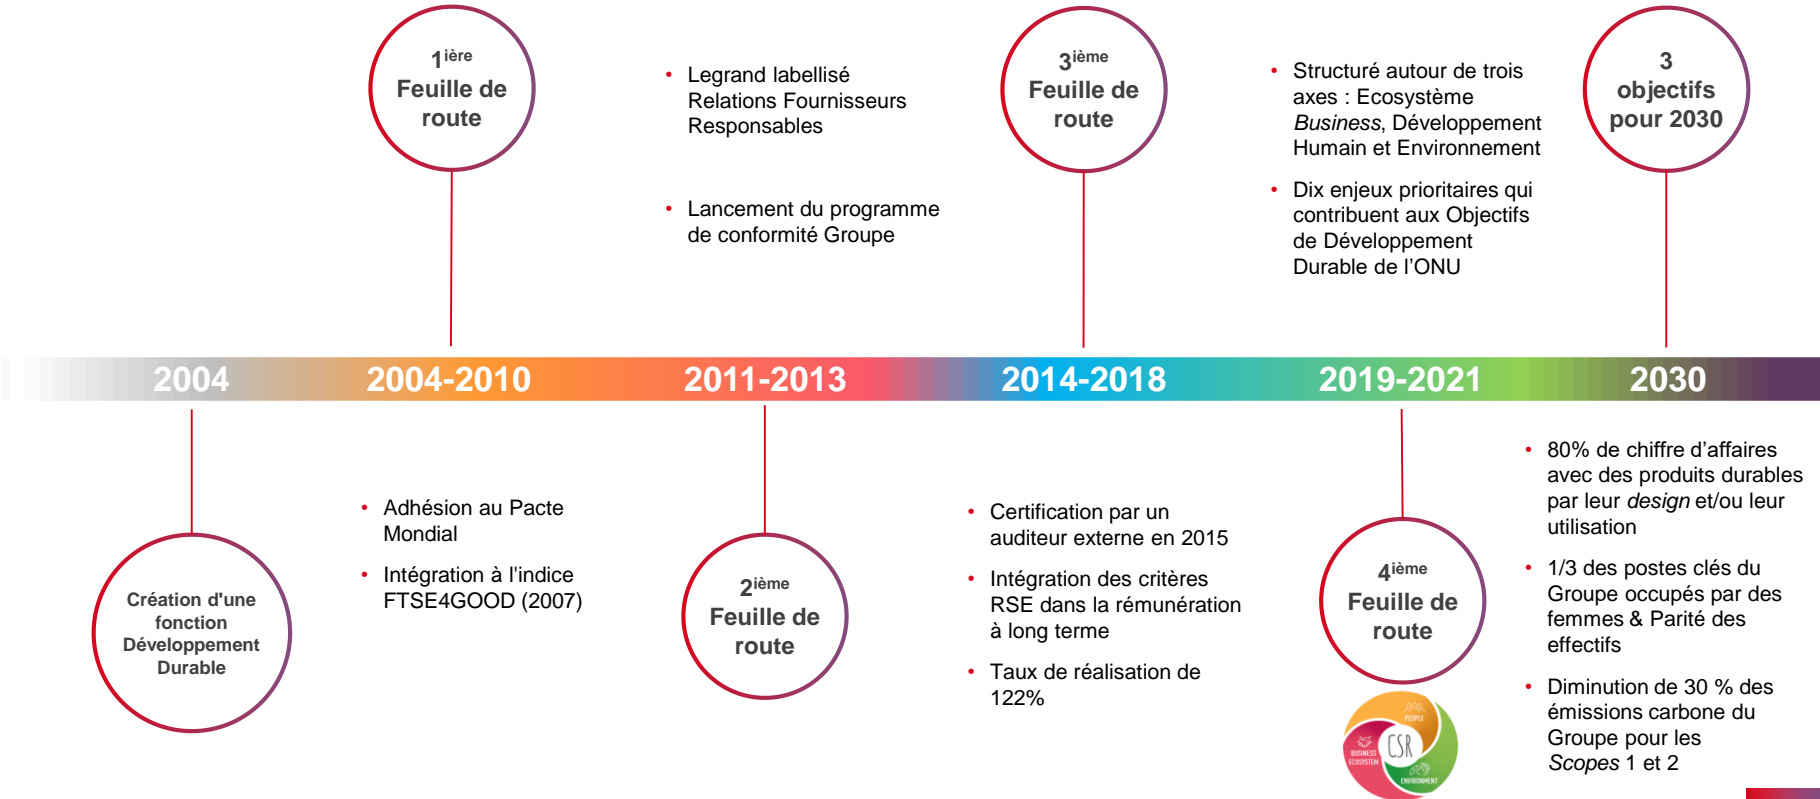 1ière
Feuille de
route
• Legrand labellisé
Relations Fournisseurs
Responsables
• Lancement du programme
de conformité Groupe
3ième
Feuille de
route
• Structuré autour de trois
axes : Ecosystème
Business, Développement
Humain et Environnement
• Dix enjeux prioritaires qui
contribuent aux Objectifs
de Développement
Durable de l’ONU
3
objectifs
pour 2030
2004
2004-2010
2011-2013
2014-2018
2019-2021
2030
Création d'une
fonction
Développement
Durable
• Adhésion au Pacte
Mondial
• Intégration à l'indice
FTSE4GOOD (2007)
2ième
Feuille de
route
• Certification par un
auditeur externe en 2015
• Intégration des critères
RSE dans la rémunération
à long terme
• Taux de réalisation de
122%
4ième
Feuille de
route
PEOPLE
BUSINESS
ECOSYSTEM
CSR
ENVIRONMENT
• 80% de chiffre d’affaires
avec des produits durables
par leur design et/ou leur
utilisation
• 1/3 des postes clés du
Groupe occupés par des
femmes & Parité des
effectifs
• Diminution de 30 % des
émissions carbone du
Groupe pour les
Scopes 1 et 2